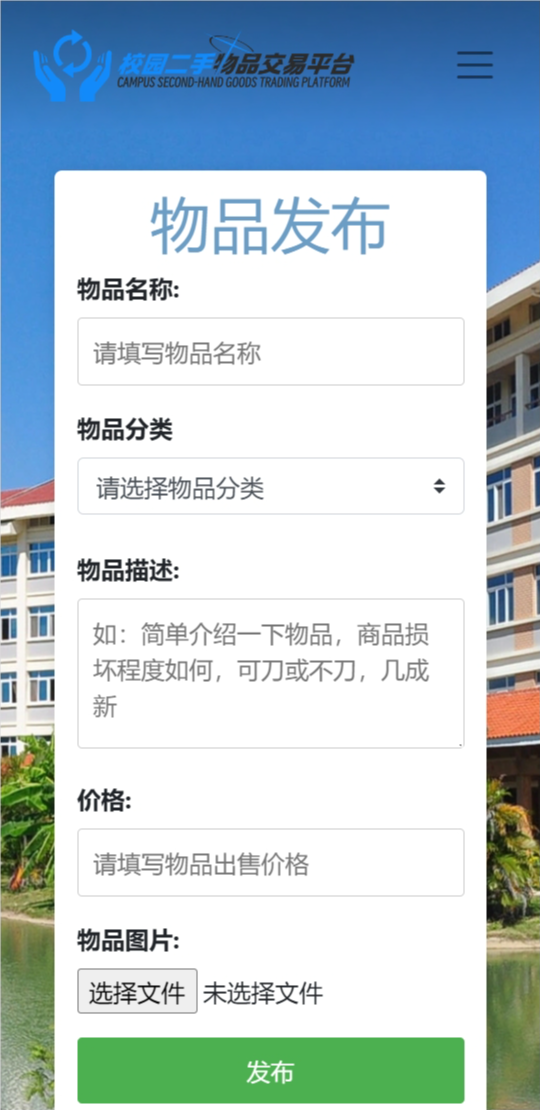 校园二手物品交易平台
CAMPUS SECOND-HAND GOODS TRADING PLATFORM
物品发布
物品名称:
请填写物品名称
物品分类
请选择物品分类
物品描述:
如：简单介绍一下物品，商品损
坏程度如何，可刀或不刀，几成
新
价格:
请填写物品出售价格
物品图片:
选择文件 未选择文件
发布